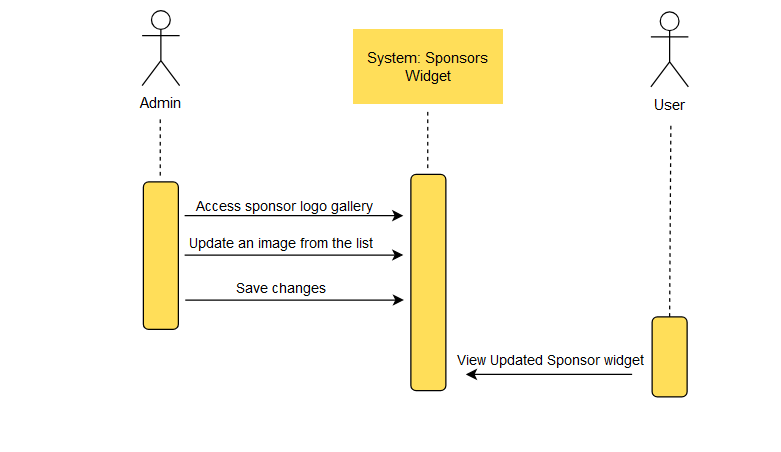 System: Sponsors
Widget
Admin
User
Access sponsor logo gallery
Update an image from the list
Save changes
View Updated Sponsor widget